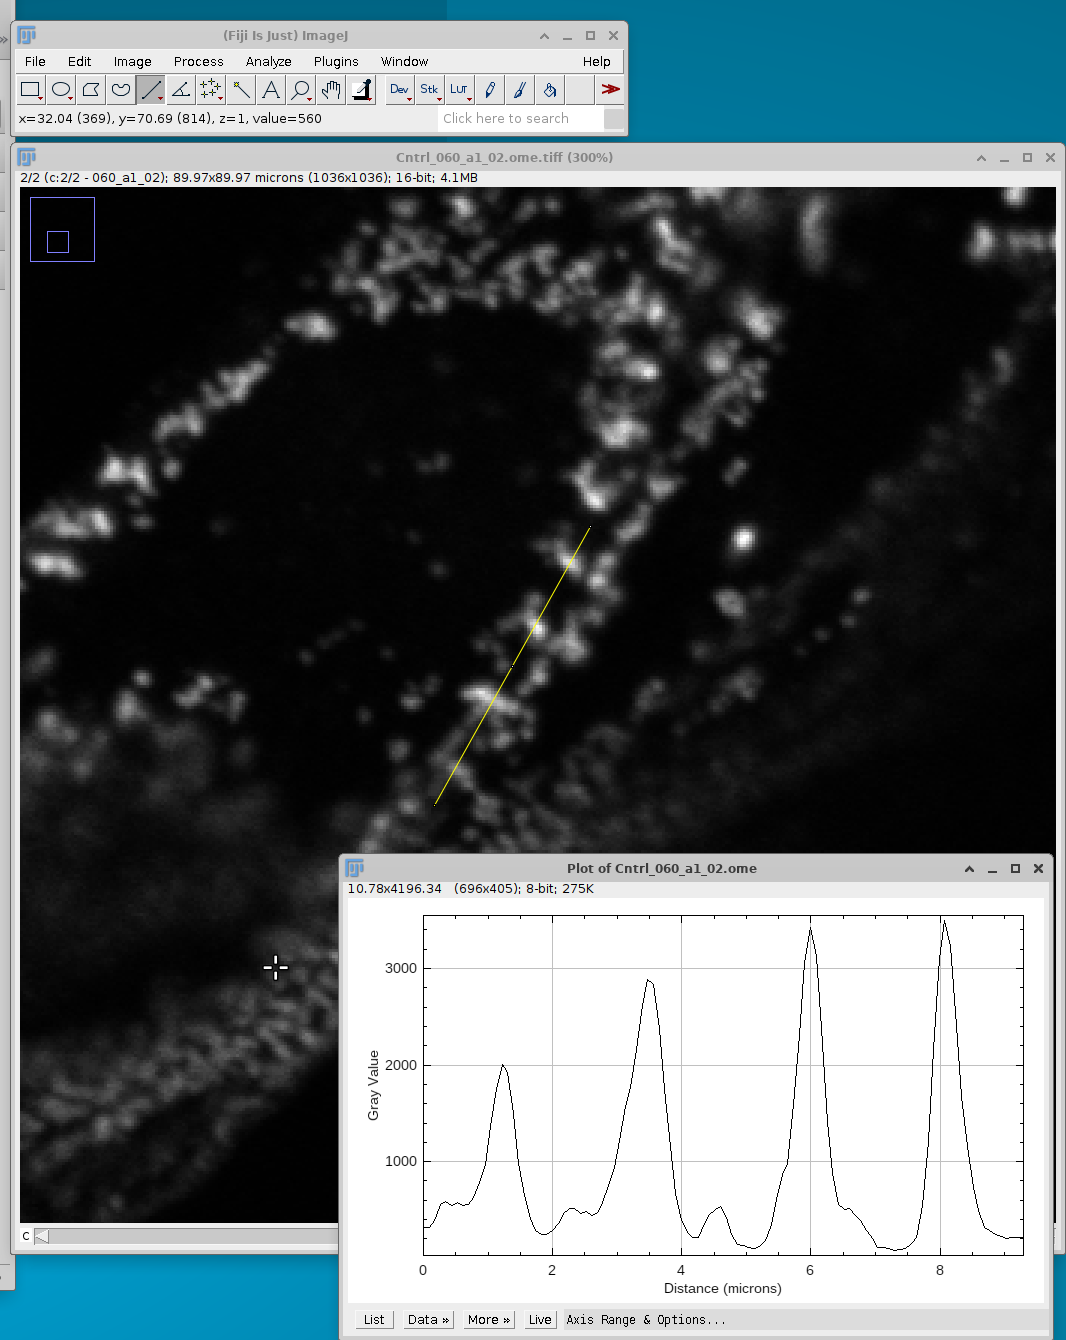 (Fiji Is Just) ImageJ
File Edit Image Process Analyze Plugins Window Help
Dev Stk LUT
x=32.04 (369), y=70.69 (814), z=1, value=560
Click here to search
Cntrl_060_a1_02.ome.tiff (300%)
2/2 (c:2/2 - 060_a1_02); 89.97x89.97 microns (1036x1036); 16-bit; 4.1MB
c
Plot of Cntrl_060_a1_02.ome
10.78x4196.34 (696x405); 8-bit; 275K
3000
2000
1000
Gray Value
0 2 4 6 8
Distance (microns)
List Data » More » Live Axis Range & Options...